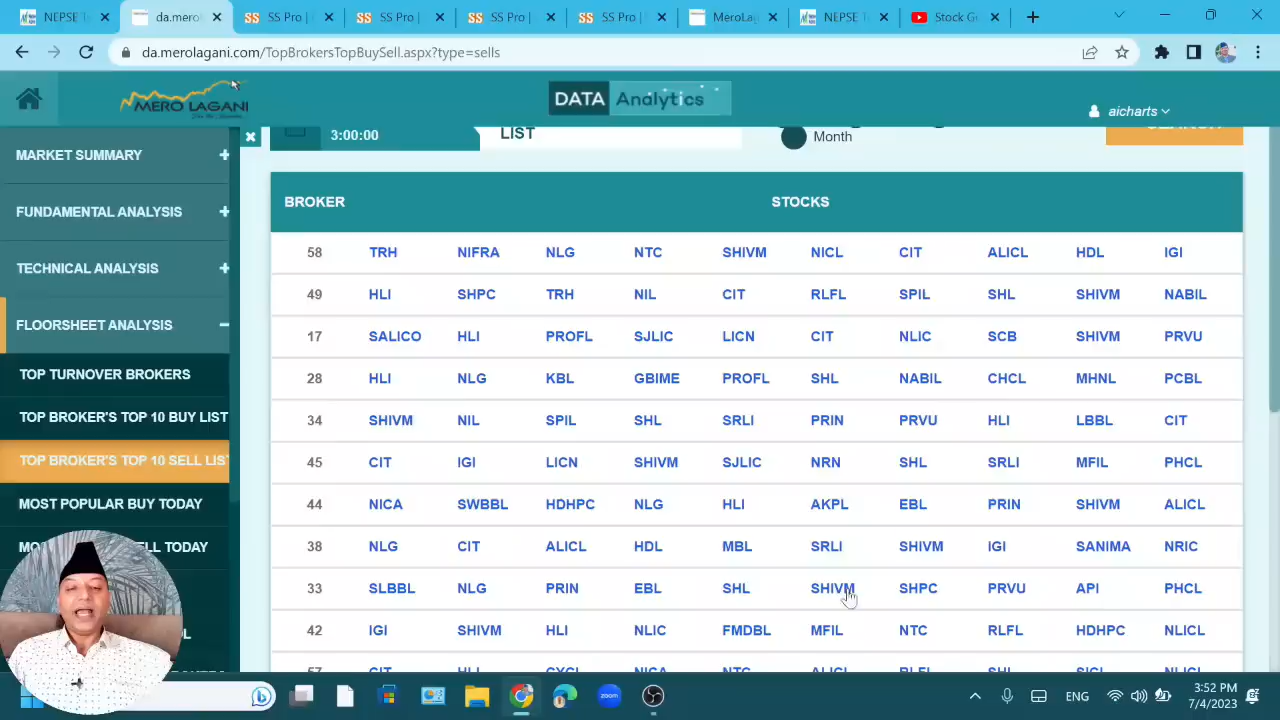 NEPSE T
da.merol
SS Pro |
SS Pro |
SS Pro |
SS Pro |
MeroLag
NEPSE T
Stock G
da.merolagani.com/TopBrokersTopBuySell.aspx?type=sells
MERO LAGANI
DATA Analytics
aicharts
MARKET SUMMARY
FUNDAMENTAL ANALYSIS
TECHNICAL ANALYSIS
FLOORSHEET ANALYSIS
TOP TURNOVER BROKERS
TOP BROKER'S TOP 10 BUY LIST
TOP BROKER'S TOP 10 SELL LIS
MOST POPULAR BUY TODAY
LL TODAY
3:00:00
LIST
Month
SEARCH
BROKER STOCKS
58 TRH NIFRA NLG NTC SHIVM NICL CIT ALICL HDL IGI
49 HLI SHPC TRH NIL CIT RLFL SPIL SHL SHIVM NABIL
17 SALICO HLI PROFL SJLIC LICN CIT NLIC SCB SHIVM PRVU
28 HLI NLG KBL GBIME PROFL SHL NABIL CHCL MHNL PCBL
34 SHIVM NIL SPIL SHL SRLI PRIN PRVU HLI LBBL CIT
45 CIT IGI LICN SHIVM SJLIC NRN SHL SRLI MFIL PHCL
44 NICA SWBBL HDHPC NLG HLI AKPL EBL PRIN SHIVM ALICL
38 NLG CIT ALICL HDL MBL SRLI SHIVM IGI SANIMA NRIC
33 SLBBL NLG PRIN EBL SHL SHIVM SHPC PRVU API PHCL
42 IGI SHIVM HLI NLIC FMDBL MFIL NTC RLFL HDHPC NLICL
zoom
ENG
3:52 PM
7/4/2023